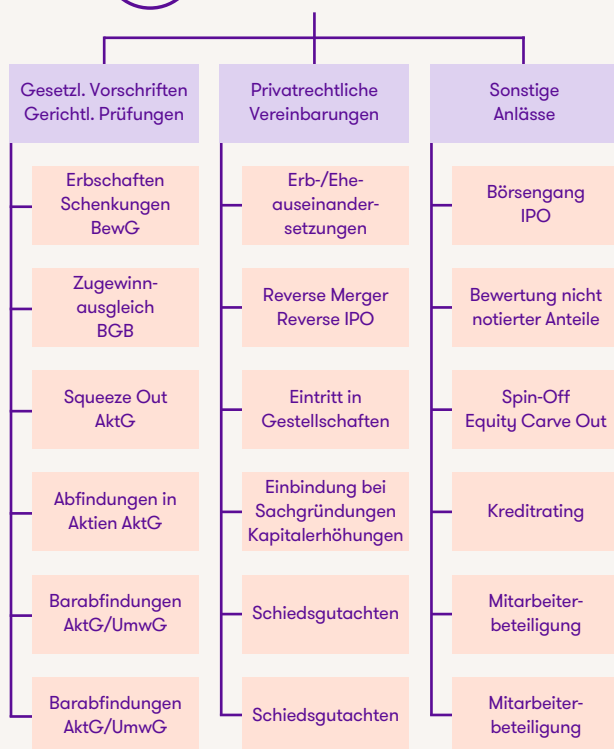 Gesetzl. Vorschriften
Gerichtl. Prüfungen
Erbschaften
Schenkungen
BewG
Zugewinn-
ausgleich
BGB
Squeeze Out
AktG
Abfindungen in
Aktien AktG
Barabfindungen
AktG/UmwG
Barabfindungen
AktG/UmwG
Privatrechtliche
Vereinbarungen
Erb-/Ehe-
auseinander-
setzungen
Reverse Merger
Reverse IPO
Eintritt in
Gestellschaften
Einbindung bei
Sachgründungen
Kapitalerhöhungen
Schiedsgutachten
Schiedsgutachten
Sonstige
Anlässe
Börsengang
IPO
Bewertung nicht
notierter Anteile
Spin-Off
Equity Carve Out
Kreditrating
Mitarbeiter-
beteiligung
Mitarbeiter-
beteiligung